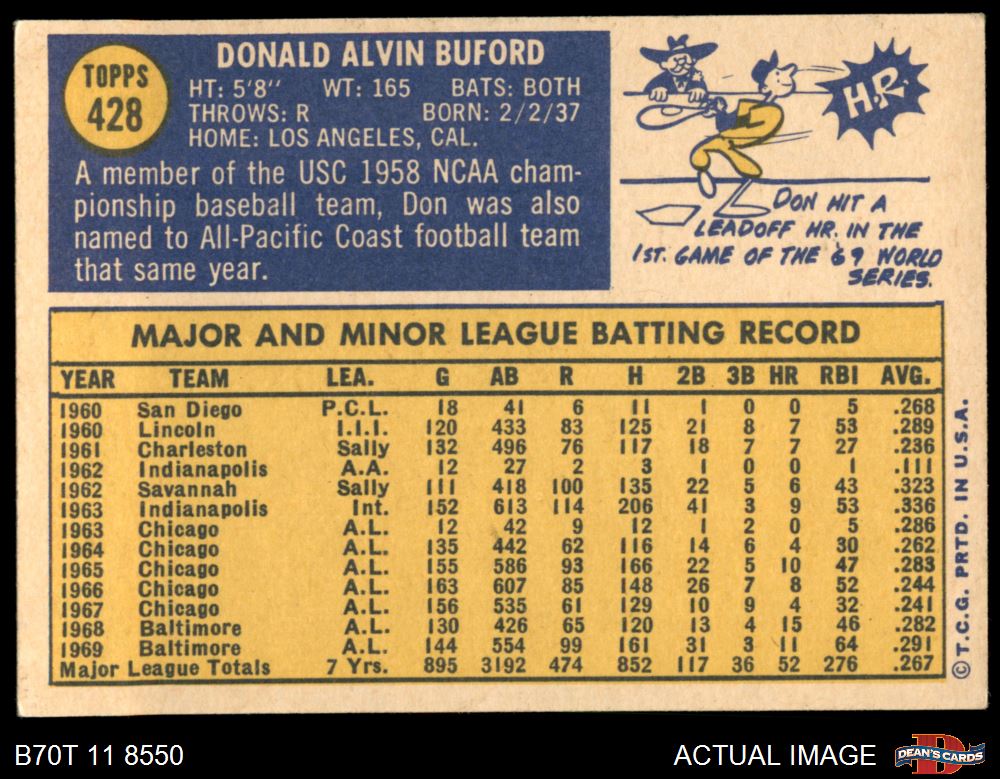 TOPPS
428
DONALD ALVIN BUFORD
HT: 5'8" WT: 165 BATS: BOTH
THROWS: R BORN: 2/2/37
HOME: LOS ANGELES, CAL.
A member of the USC 1958 NCAA cham-
pionship baseball team, Don was also
named to All-Pacific Coast football team
that same year.
H.R.
DON HIT A
LEADOFF HR. IN THE
1ST. GAME OF THE 69 WORLD
SERIES.
MAJOR AND MINOR LEAGUE BATTING RECORD
YEAR TEAM LEA. G AB R H 2B 3B HR RBI AVG.
1960 San Diego P.C.L. 18 41 6 11 1 0 0 5 .268
1960 Lincoln I.I.I. 120 433 83 125 21 8 7 53 .289
1961 Charleston Sally 132 496 76 117 18 7 7 27 .236
1962 Indianapolis A.A. 12 27 2 3 1 0 0 1 .111
1962 Savannah Sally 111 418 100 135 22 5 6 43 .323
1963 Indianapolis Int. 152 613 114 206 41 3 9 53 .336
1963 Chicago A.L. 12 42 9 12 1 2 0 5 .286
1964 Chicago A.L. 135 442 62 116 14 6 4 30 .262
1965 Chicago A.L. 155 586 93 166 22 5 10 47 .283
1966 Chicago A.L. 163 607 85 148 26 7 8 52 .244
1967 Chicago A.L. 156 535 61 129 10 9 4 32 .241
1968 Baltimore A.L. 130 426 65 120 13 4 15 46 .282
1969 Baltimore A.L. 144 554 99 161 31 3 11 64 .291
Major League Totals 7 Yrs. 895 3192 474 852 117 36 52 276 .267
© T.C.G. PRTD. IN U.S.A.
B70T 11 8550
ACTUAL IMAGE
DEAN'S CARDS